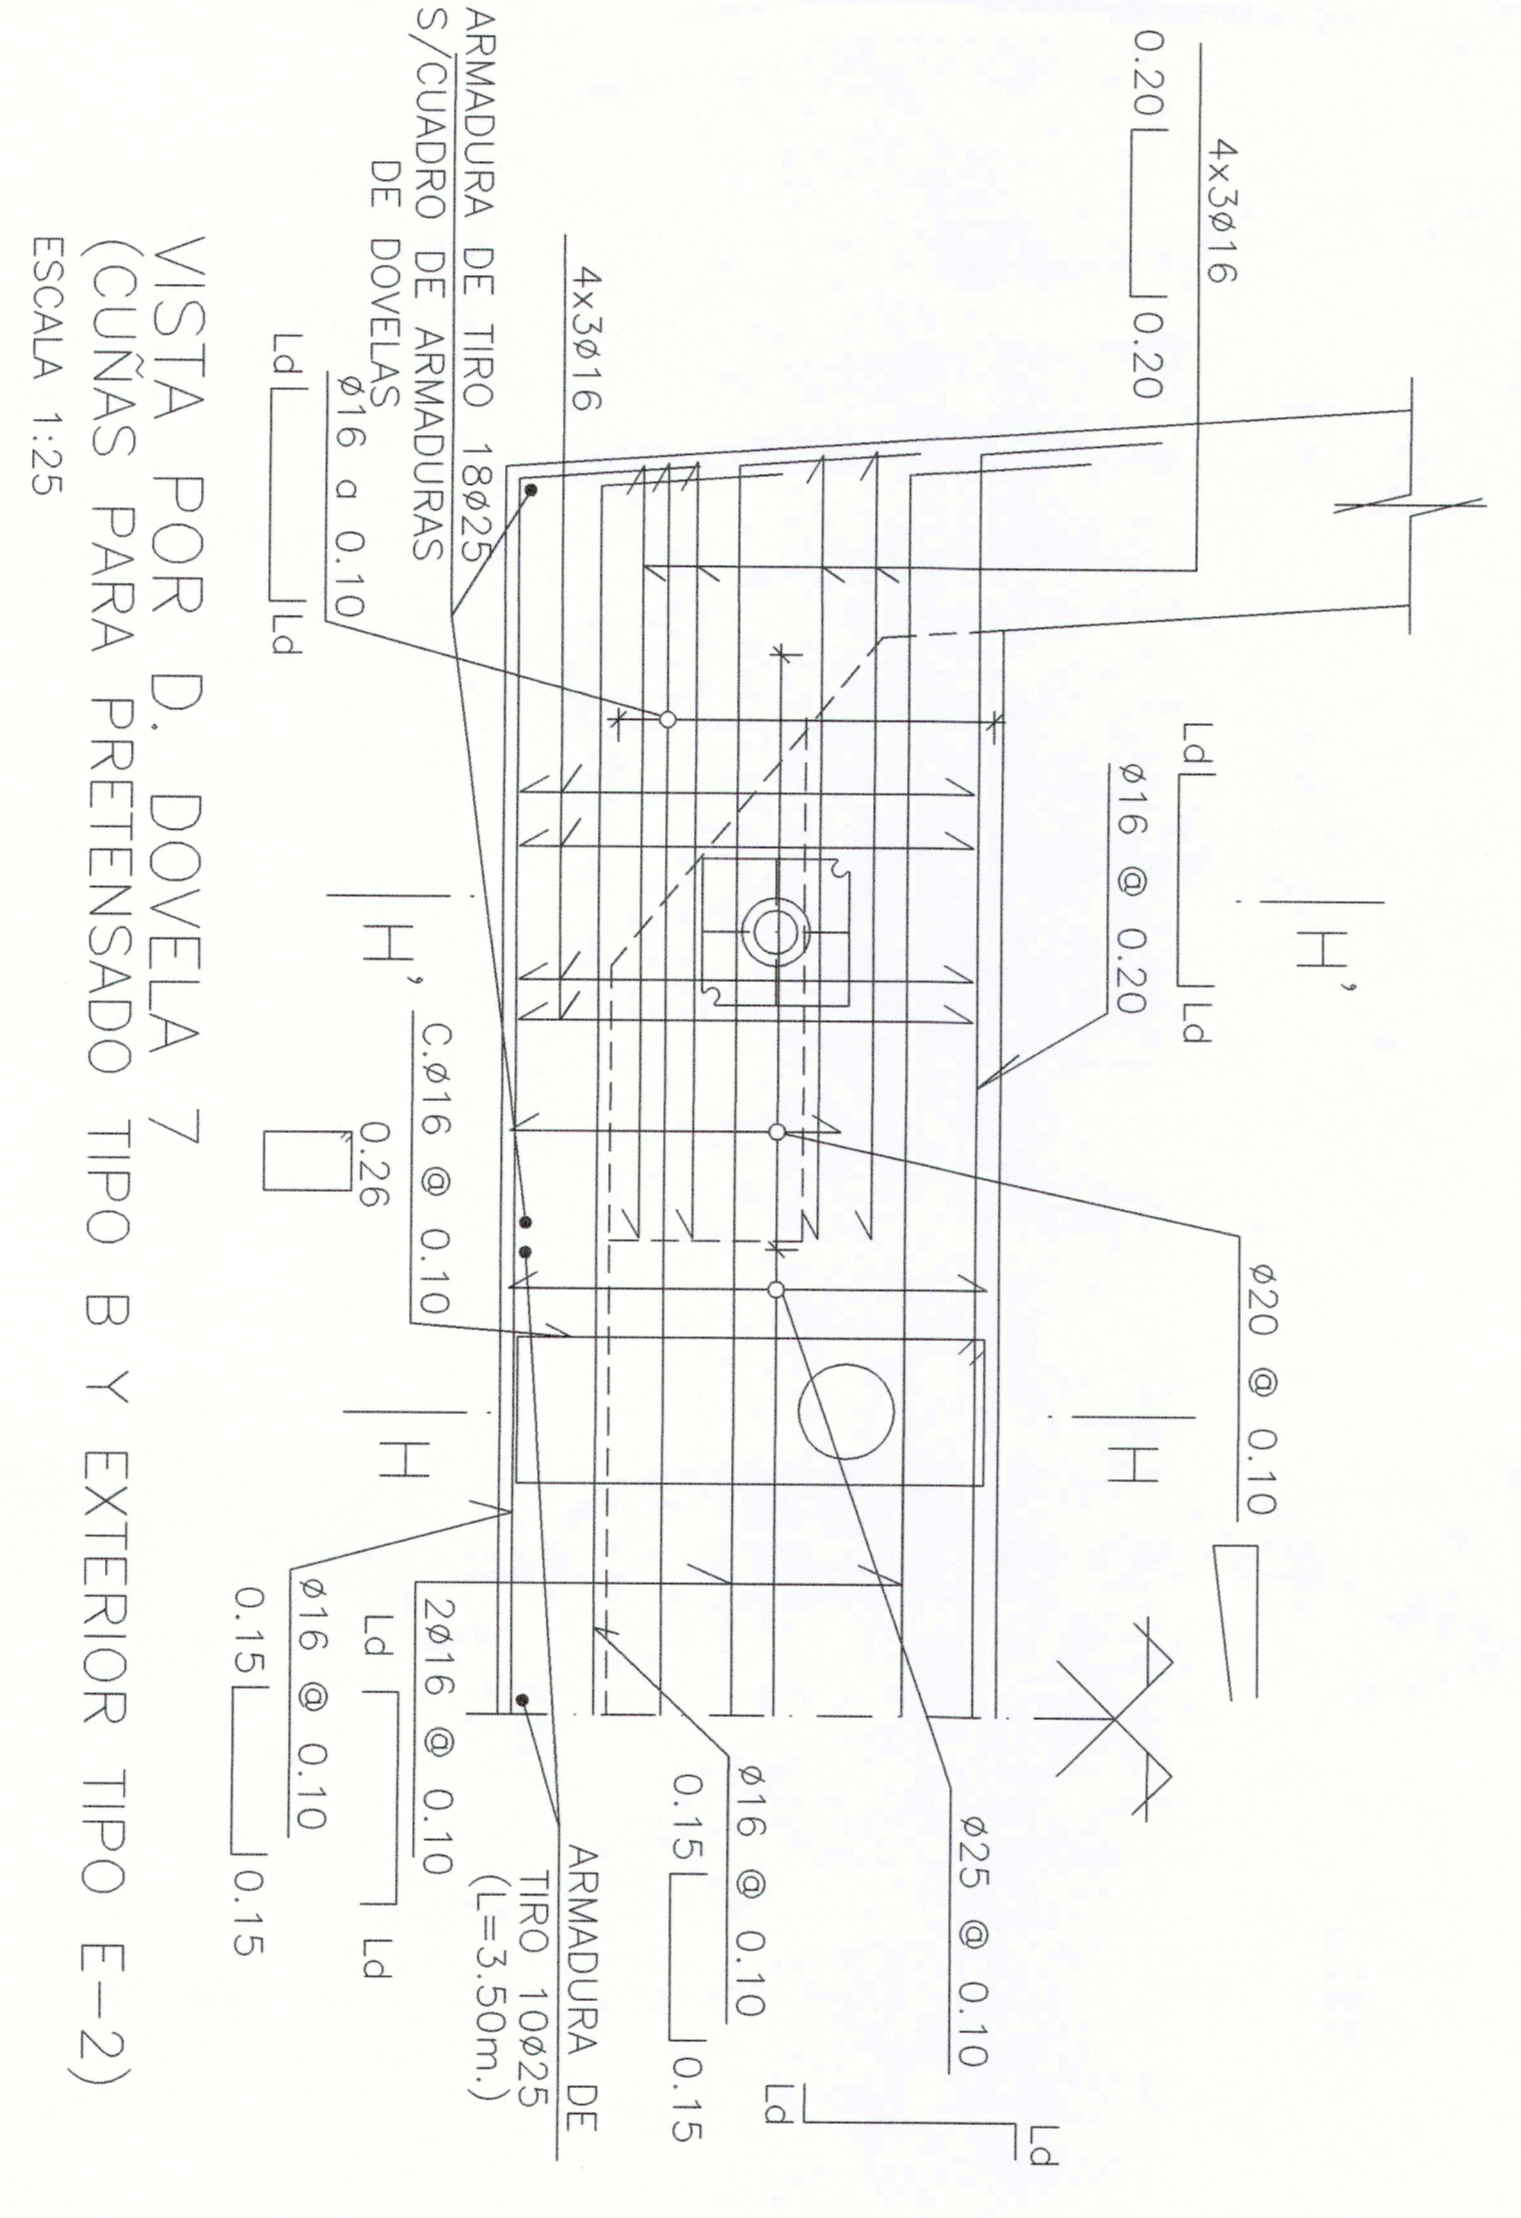 4x3ø16
0.20 0.20
Ld Ld
ø16 @ 0.20
H'
ø20 @ 0.10
H
ø25 @ 0.10
Ld
Ld
4x3ø16
ARMADURA DE TIRO 18ø25
S/CUADRO DE ARMADURAS
DE DOVELAS
ø16 a 0.10
Ld Ld
H'
C.ø16 @ 0.10
0.26
H
2ø16 @ 0.10
Ld Ld
ø16 @ 0.10
0.15 0.15
ø16 @ 0.10
0.15 0.15
ARMADURA DE
TIRO 10ø25
(L=3.50m.)
VISTA POR D. DOVELA 7
(CUÑAS PARA PRETENSADO TIPO B Y EXTERIOR TIPO E-2)
ESCALA 1:25